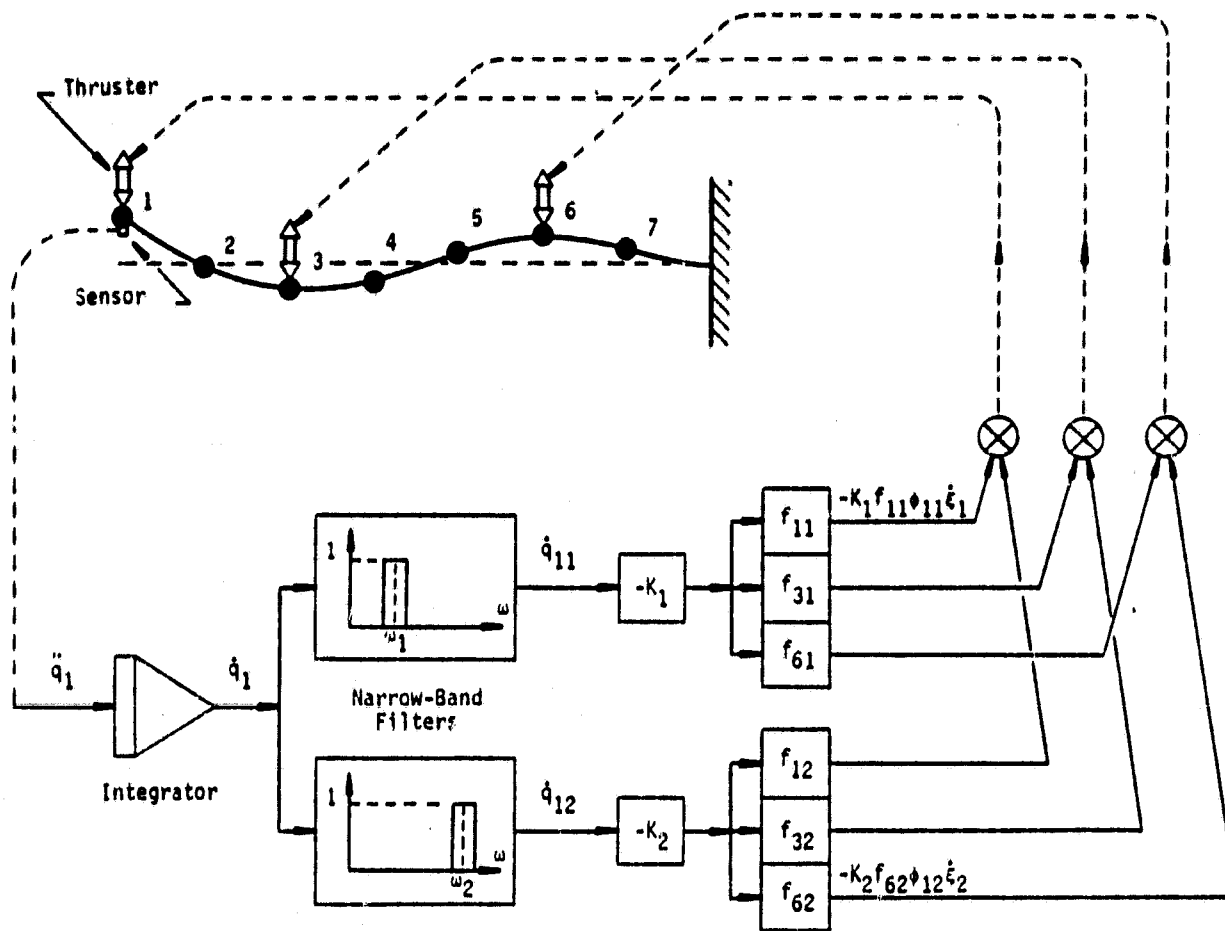 Thruster
1
2
3
4
5
6
7
Sensor
q̈₁
Integrator
q̇₁
1
ω₁
ω
Narrow-Band
Filters
1
ω₂
ω
q̇₁₁
-K₁
f₁₁
f₃₁
f₆₁
-K₁f₁₁ϕ₁₁ξ̇₁
q̇₁₂
-K₂
f₁₂
f₃₂
f₆₂
-K₂f₆₂ϕ₁₂ξ̇₂